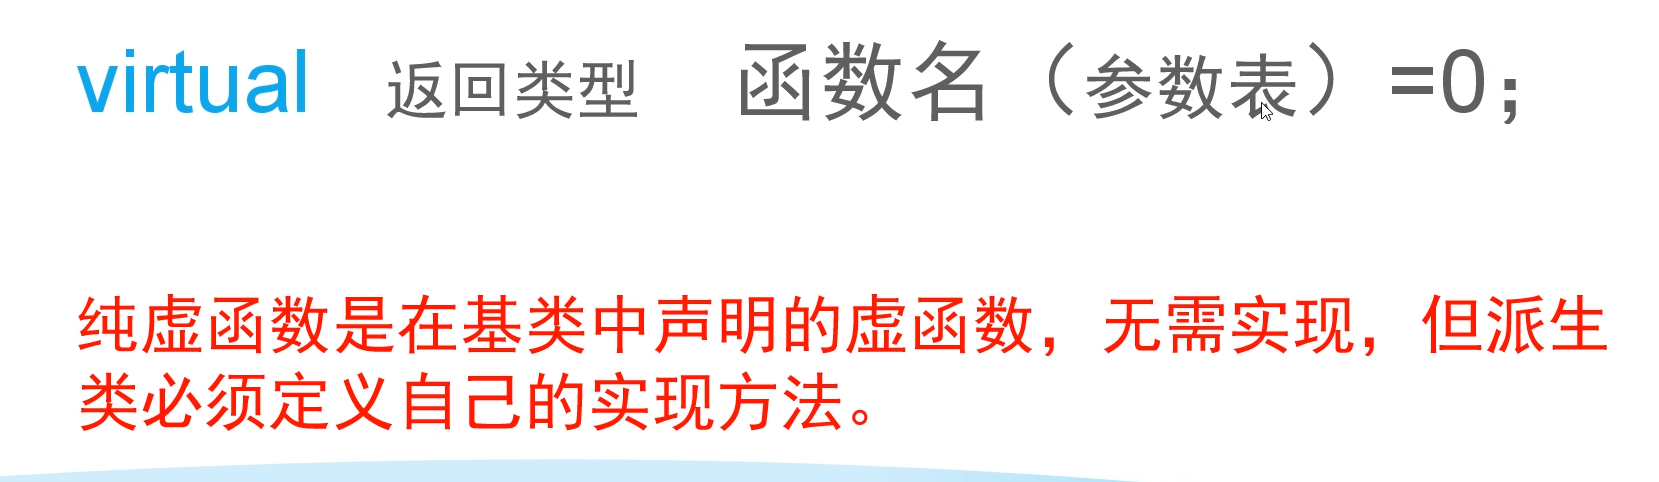 virtual 返回类型 函数名（参数表）=0；
纯虚函数是在基类中声明的虚函数，无需实现，但派生
类必须定义自己的实现方法。